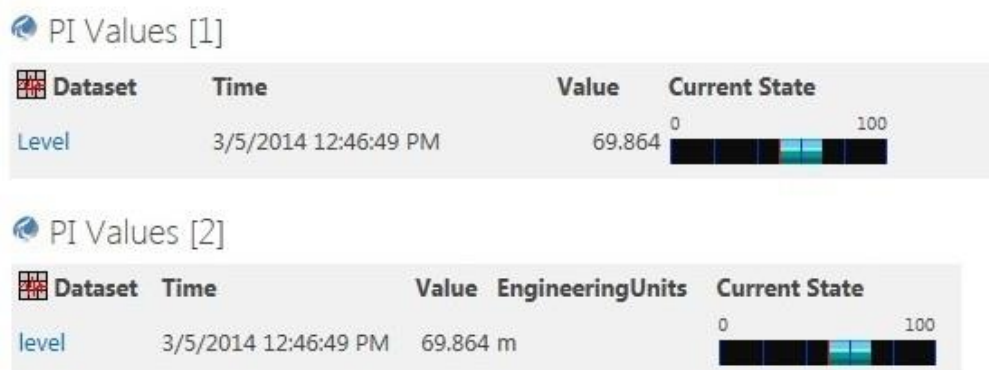 PI Values [1]
Dataset Time Value Current State
0 100
Level 3/5/2014 12:46:49 PM 69.864
PI Values [2]
Dataset Time Value EngineeringUnits Current State
0 100
level 3/5/2014 12:46:49 PM 69.864 m